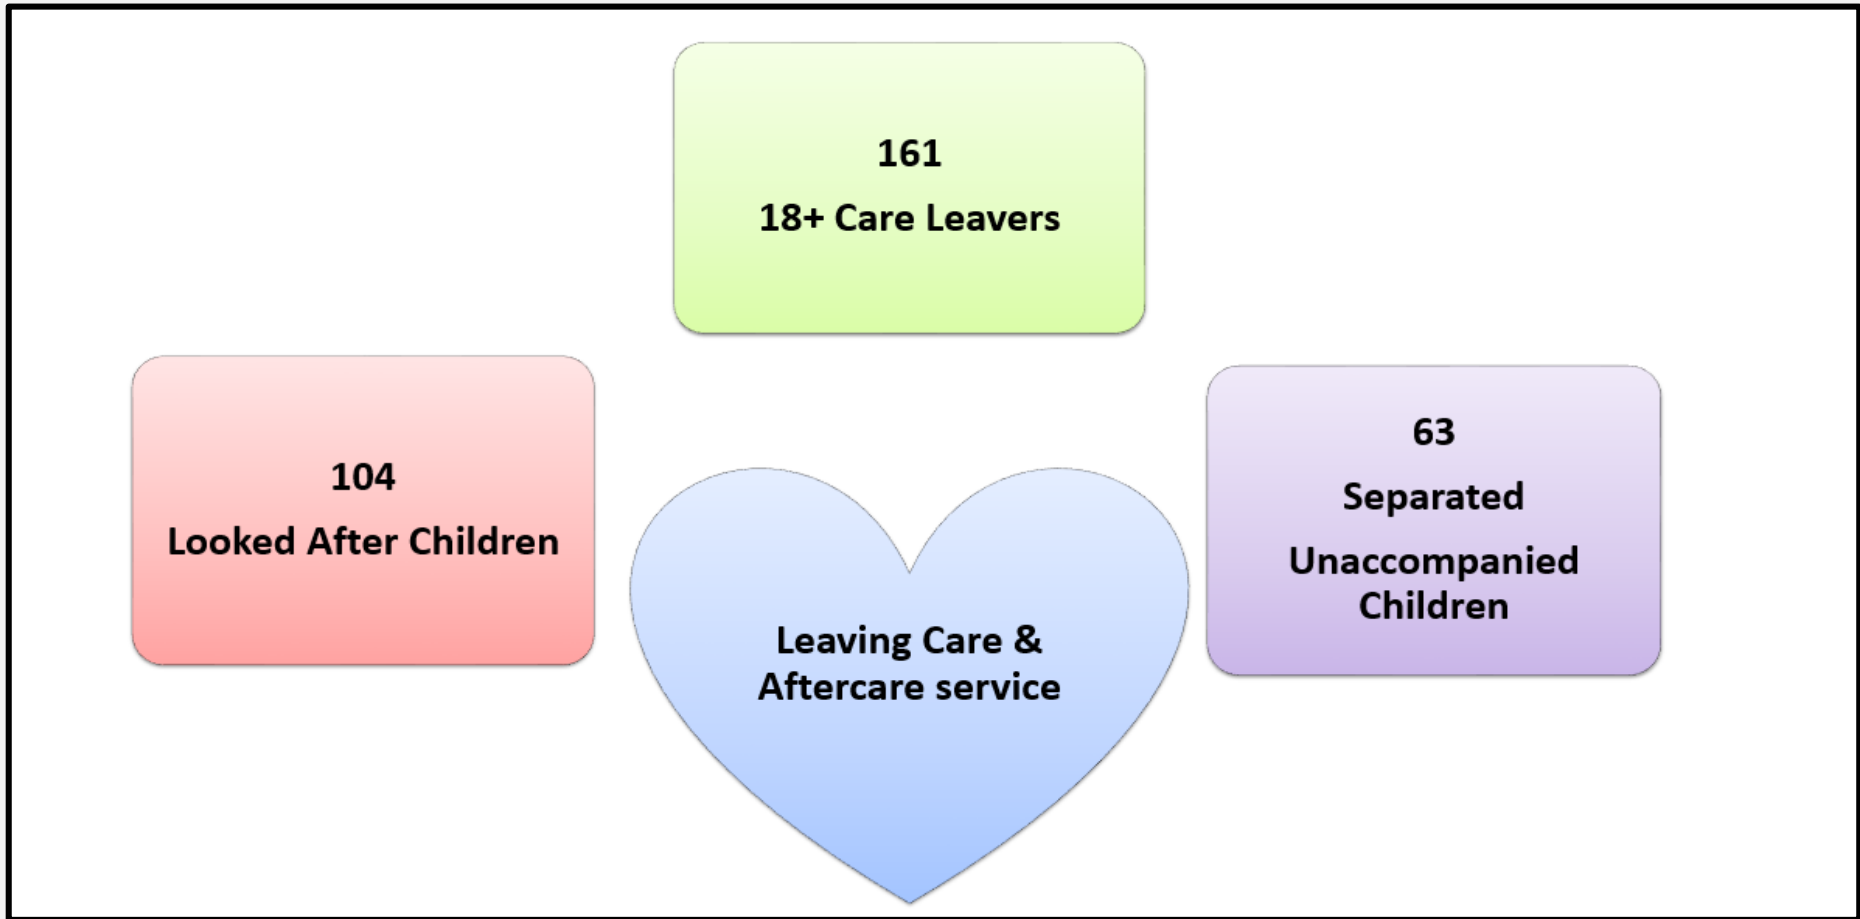 161
18+ Care Leavers
104
Looked After Children
63
Separated
Unaccompanied
Children
Leaving Care &
Aftercare service